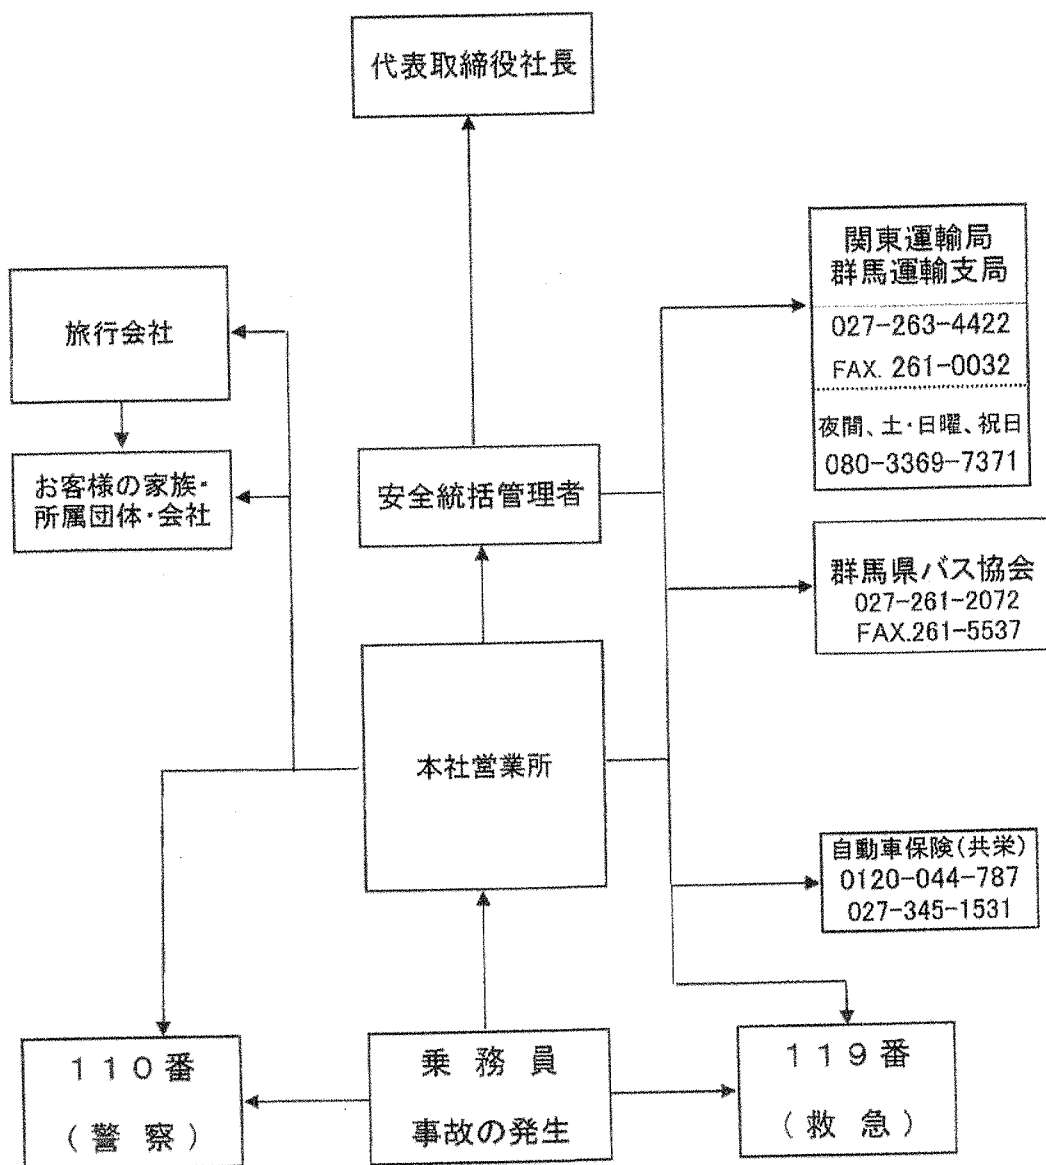 代表取締役社長
関東運輸局
群馬運輸支局
027-263-4422
FAX. 261-0032
夜間、土・日曜、祝日
080-3369-7371
旅行会社
お客様の家族・
所属団体・会社
安全統括管理者
群馬県バス協会
027-261-2072
FAX.261-5537
本社営業所
自動車保険(共栄)
0120-044-787
027-345-1531
110番
(警察)
乗務員
事故の発生
119番
(救急)